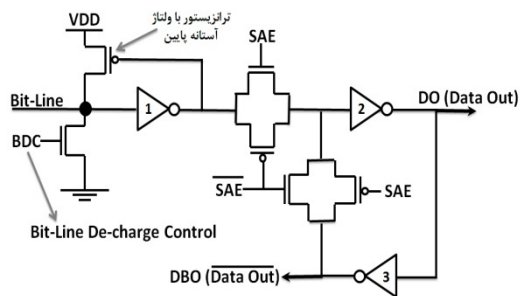 VDD
ترانزیستور با ولتاژ
آستانه پایین
SAE
Bit-Line
1
2
DO (Data Out)
BDC
SAE
SAE
Bit-Line De-charge Control
DBO (Data Out)
3